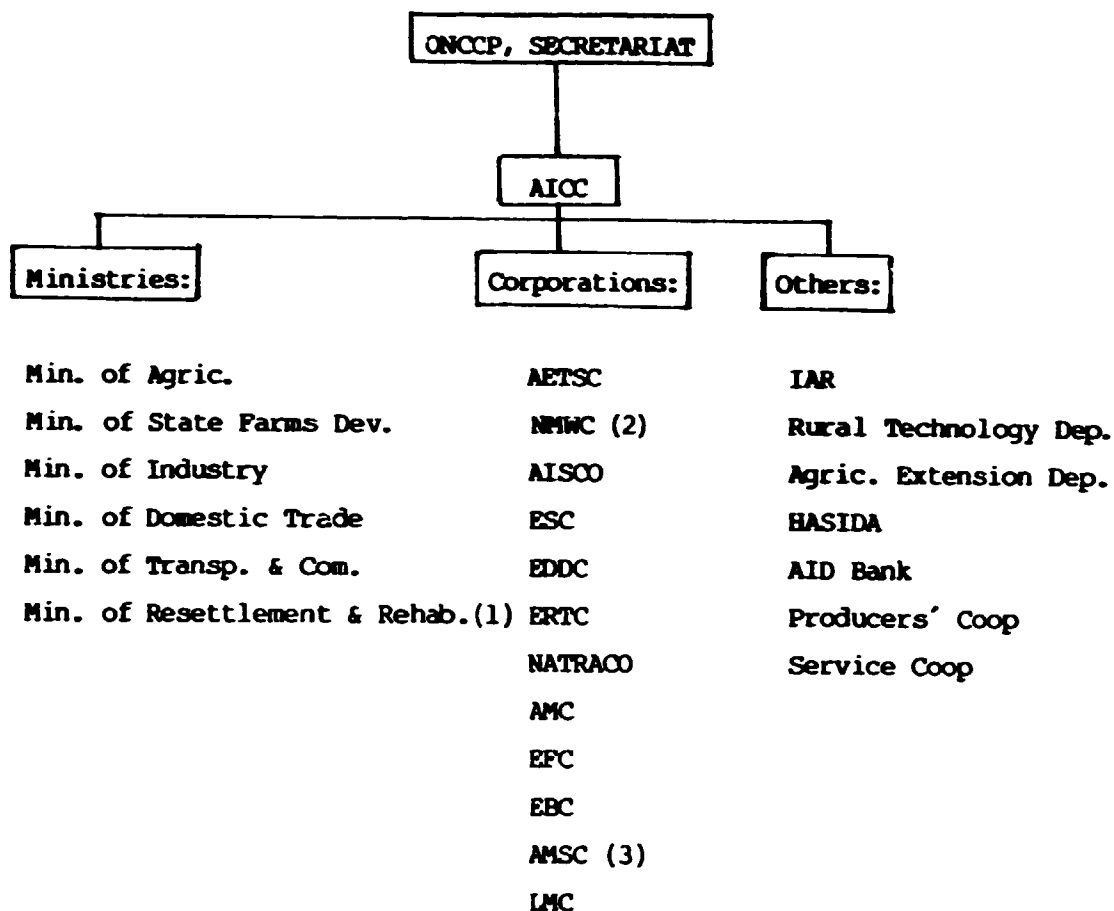 ONCCP, SECRETARIAT
AICC
Ministries:
Corporations:
Others:
Min. of Agric.
Min. of State Farms Dev.
Min. of Industry
Min. of Domestic Trade
Min. of Transp. & Com.
Min. of Resettlement & Rehab.(1)
AETSC
NMWC (2)
AISCO
ESC
EDDC
ERTC
NATRACO
AMC
EFC
EBC
AMSC (3)
LMC
IAR
Rural Technology Dep.
Agric. Extension Dep.
HASIDA
AID Bank
Producers' Coop
Service Coop